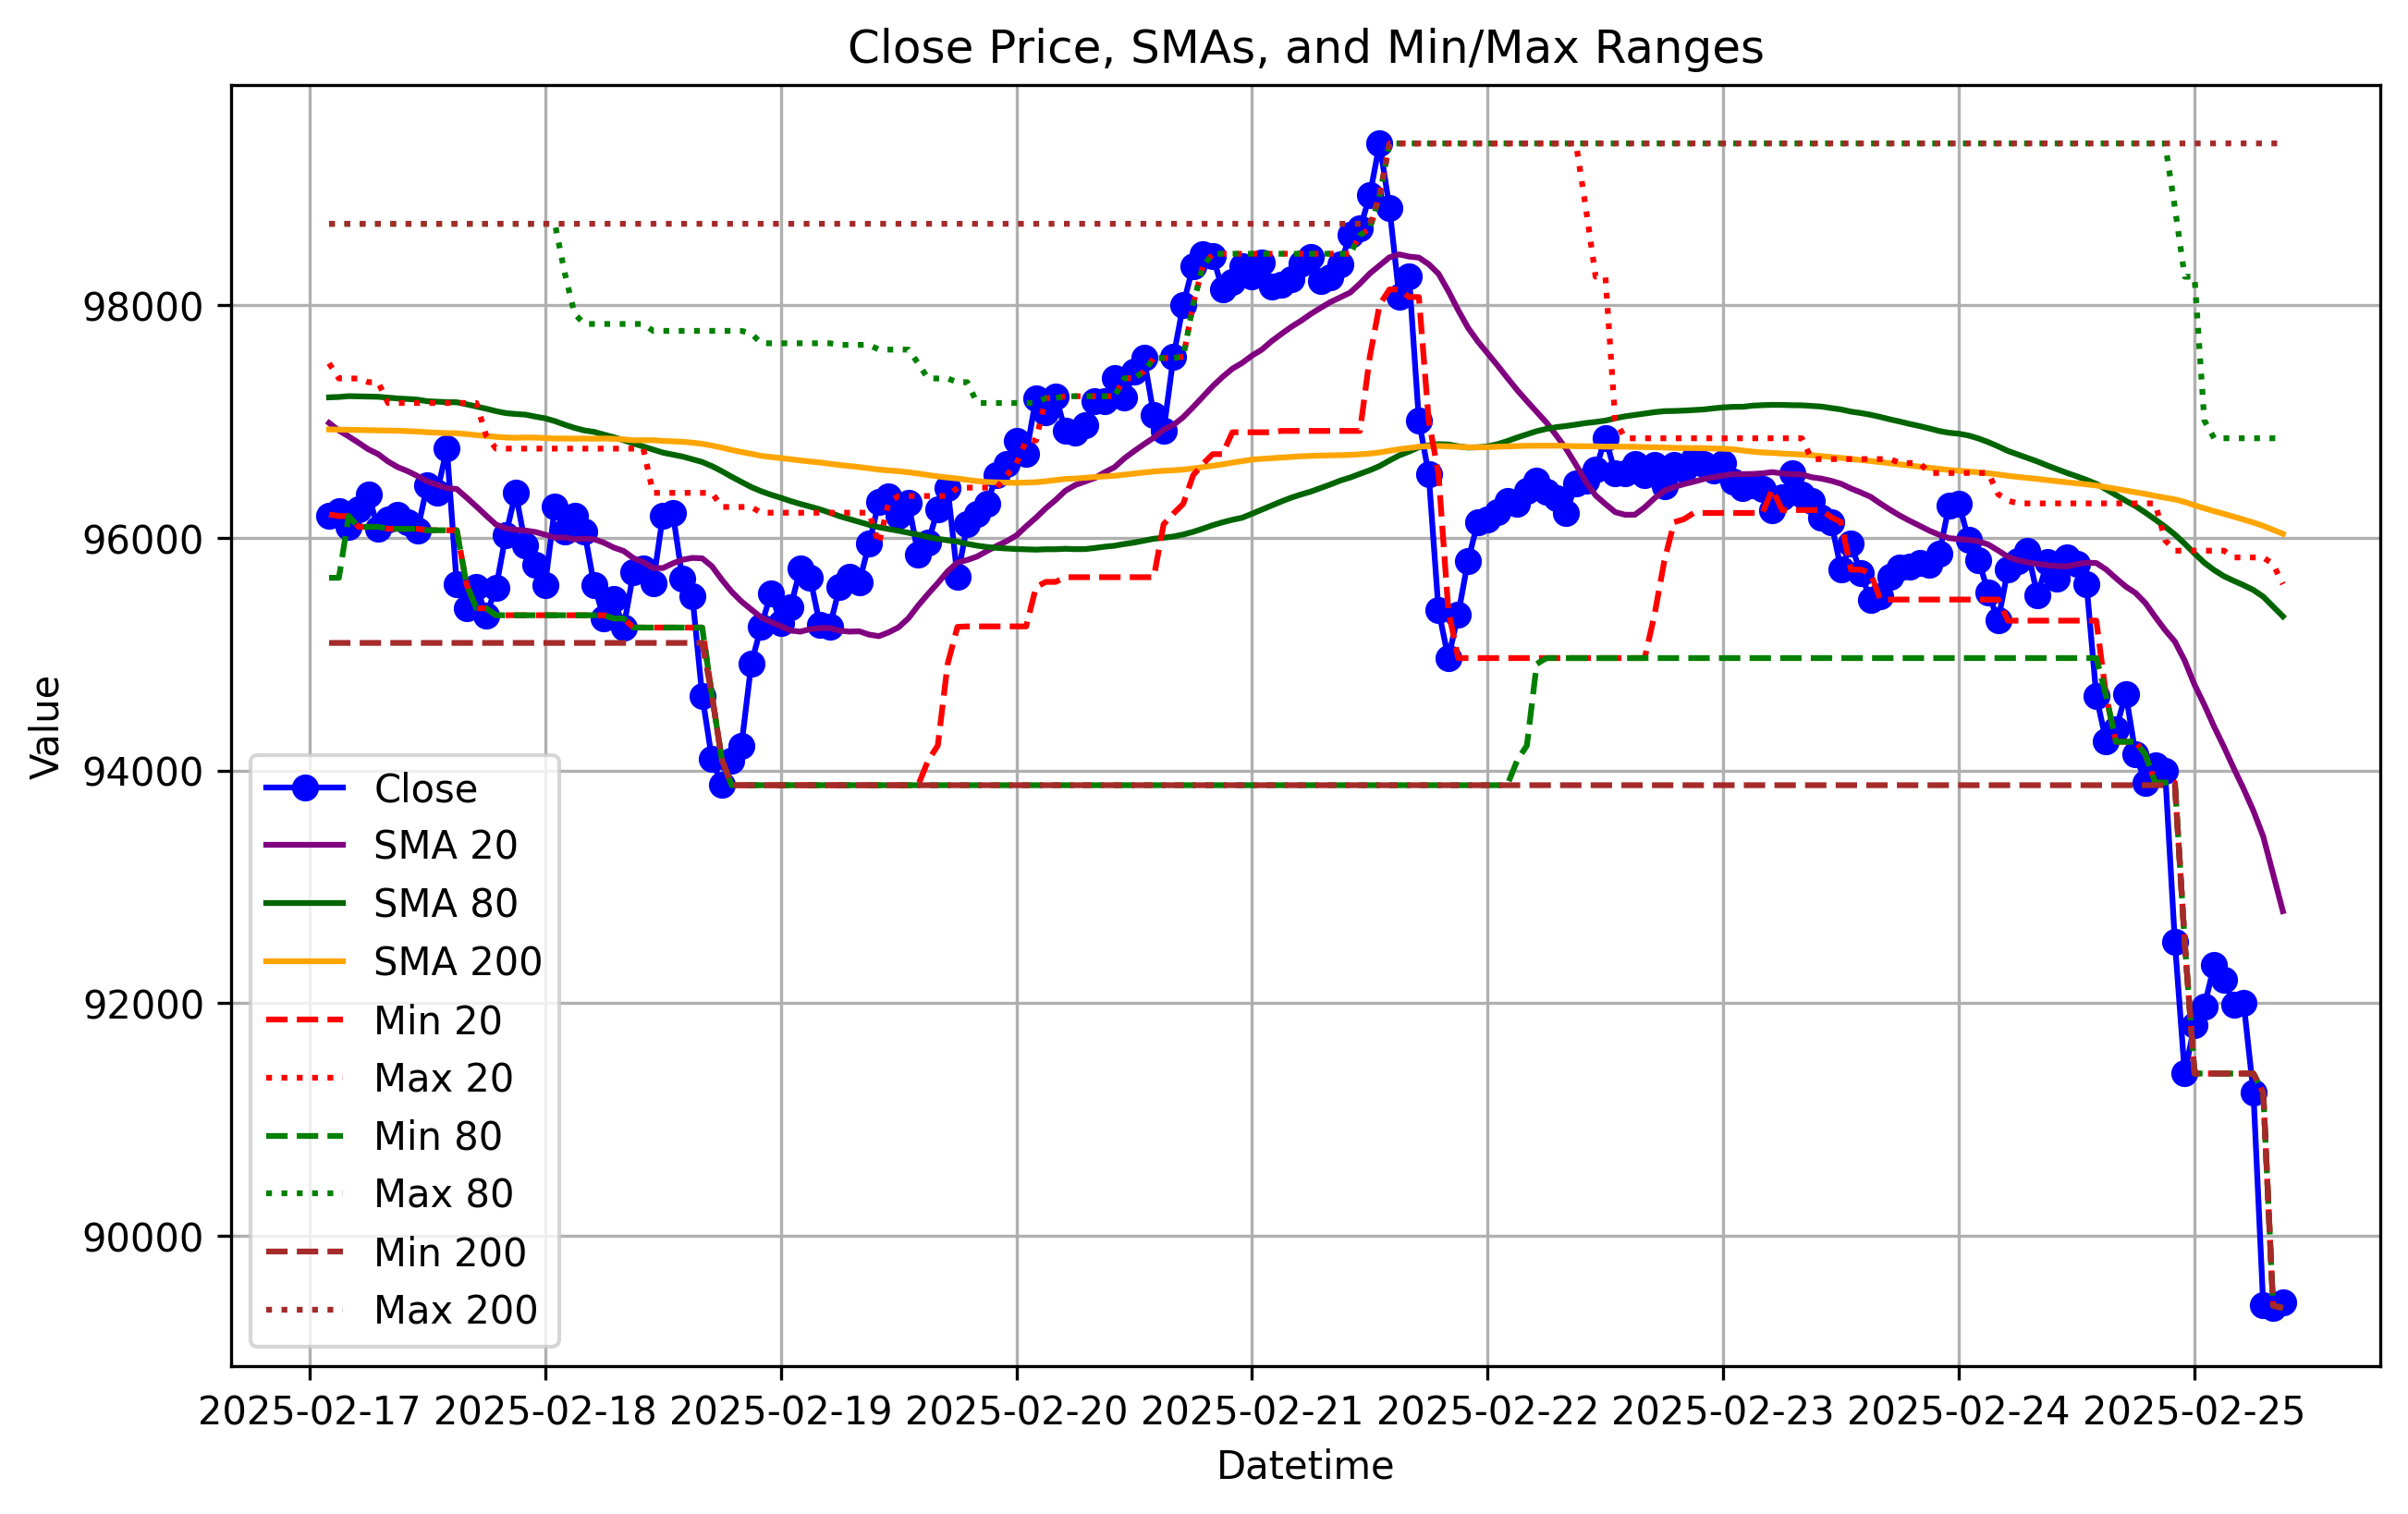 Close Price, SMAs, and Min/Max Ranges
Value
98000
96000
94000
92000
90000
Close
SMA 20
SMA 80
SMA 200
Min 20
Max 20
Min 80
Max 80
Min 200
Max 200
2025-02-17 2025-02-18 2025-02-19 2025-02-20 2025-02-21 2025-02-22 2025-02-23 2025-02-24 2025-02-25
Datetime